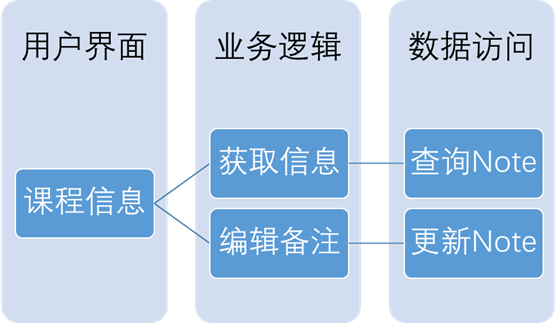 用户界面
业务逻辑
数据访问
课程信息
获取信息
查询Note
编辑备注
更新Note